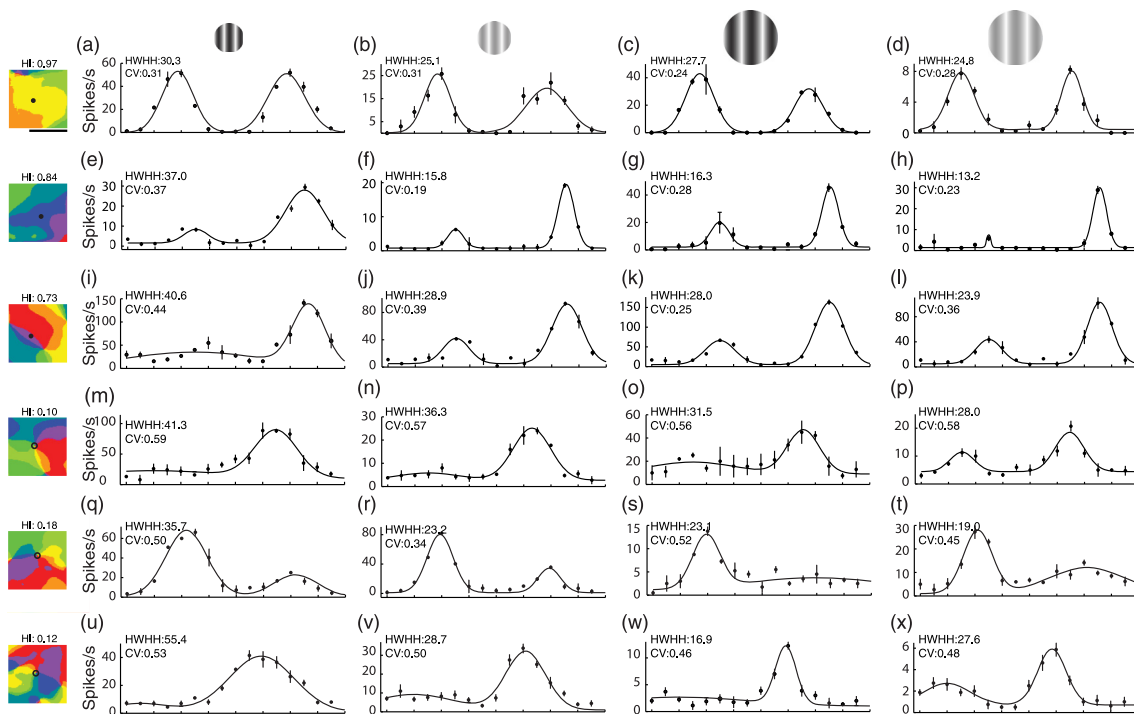 (a) (b) (c) (d)
HI: 0.97
HWHH:30.3 HWHH:25.1 HWHH:27.7 HWHH:24.8
CV:0.31 CV:0.31 CV:0.24 CV:0.28
Spikes/s
60 40 20 0
25 15 5
40 20 0
8 4 0
(e) (f) (g) (h)
HI: 0.84
HWHH:37.0 HWHH:15.8 HWHH:16.3 HWHH:13.2
CV:0.37 CV:0.19 CV:0.28 CV:0.23
Spikes/s
30 20 10 0
20 10 0
40 20 0
30 15 0
(i) (j) (k) (l)
HI: 0.73
HWHH:40.6 HWHH:28.9 HWHH:28.0 HWHH:23.9
CV:0.44 CV:0.39 CV:0.25 CV:0.36
Spikes/s
150 100 50 0
90 60 30 0
150 100 50 0
120 80 40 0
(m) (n) (o) (p)
HI: 0.10
HWHH:41.3 HWHH:36.3 HWHH:31.5 HWHH:28.0
CV:0.59 CV:0.57 CV:0.56 CV:0.58
Spikes/s
100 50 0
30 20 10 0
60 40 20 0
20 10 0
(q) (r) (s) (t)
HI: 0.18
HWHH:35.7 HWHH:23.2 HWHH:23.1 HWHH:19.0
CV:0.50 CV:0.34 CV:0.52 CV:0.45
Spikes/s
60 40 20 0
80 40 0
15 10 5 0
30 20 10 0
(u) (v) (w) (x)
HI: 0.12
HWHH:55.4 HWHH:28.7 HWHH:16.9 HWHH:27.6
CV:0.53 CV:0.50 CV:0.46 CV:0.48
Spikes/s
40 20 0
30 20 10 0
10 5 0
6 4 2 0